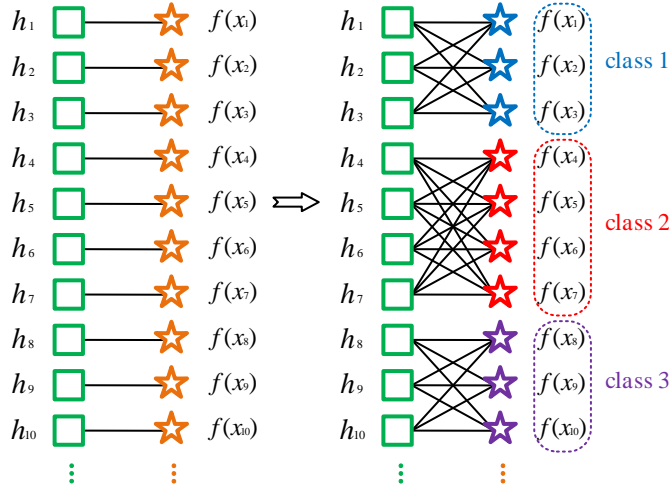 h₁ f(x₁) h₁ f(x₁)
h₂ f(x₂) h₂ f(x₂) class 1
h₃ f(x₃) h₃ f(x₃)
h₄ f(x₄) h₄ f(x₄)
h₅ f(x₅) h₅ f(x₅) class 2
h₆ f(x₆) h₆ f(x₆)
h₇ f(x₇) h₇ f(x₇)
h₈ f(x₈) h₈ f(x₈)
h₉ f(x₉) h₉ f(x₉) class 3
h₁₀ f(x₁₀) h₁₀ f(x₁₀)